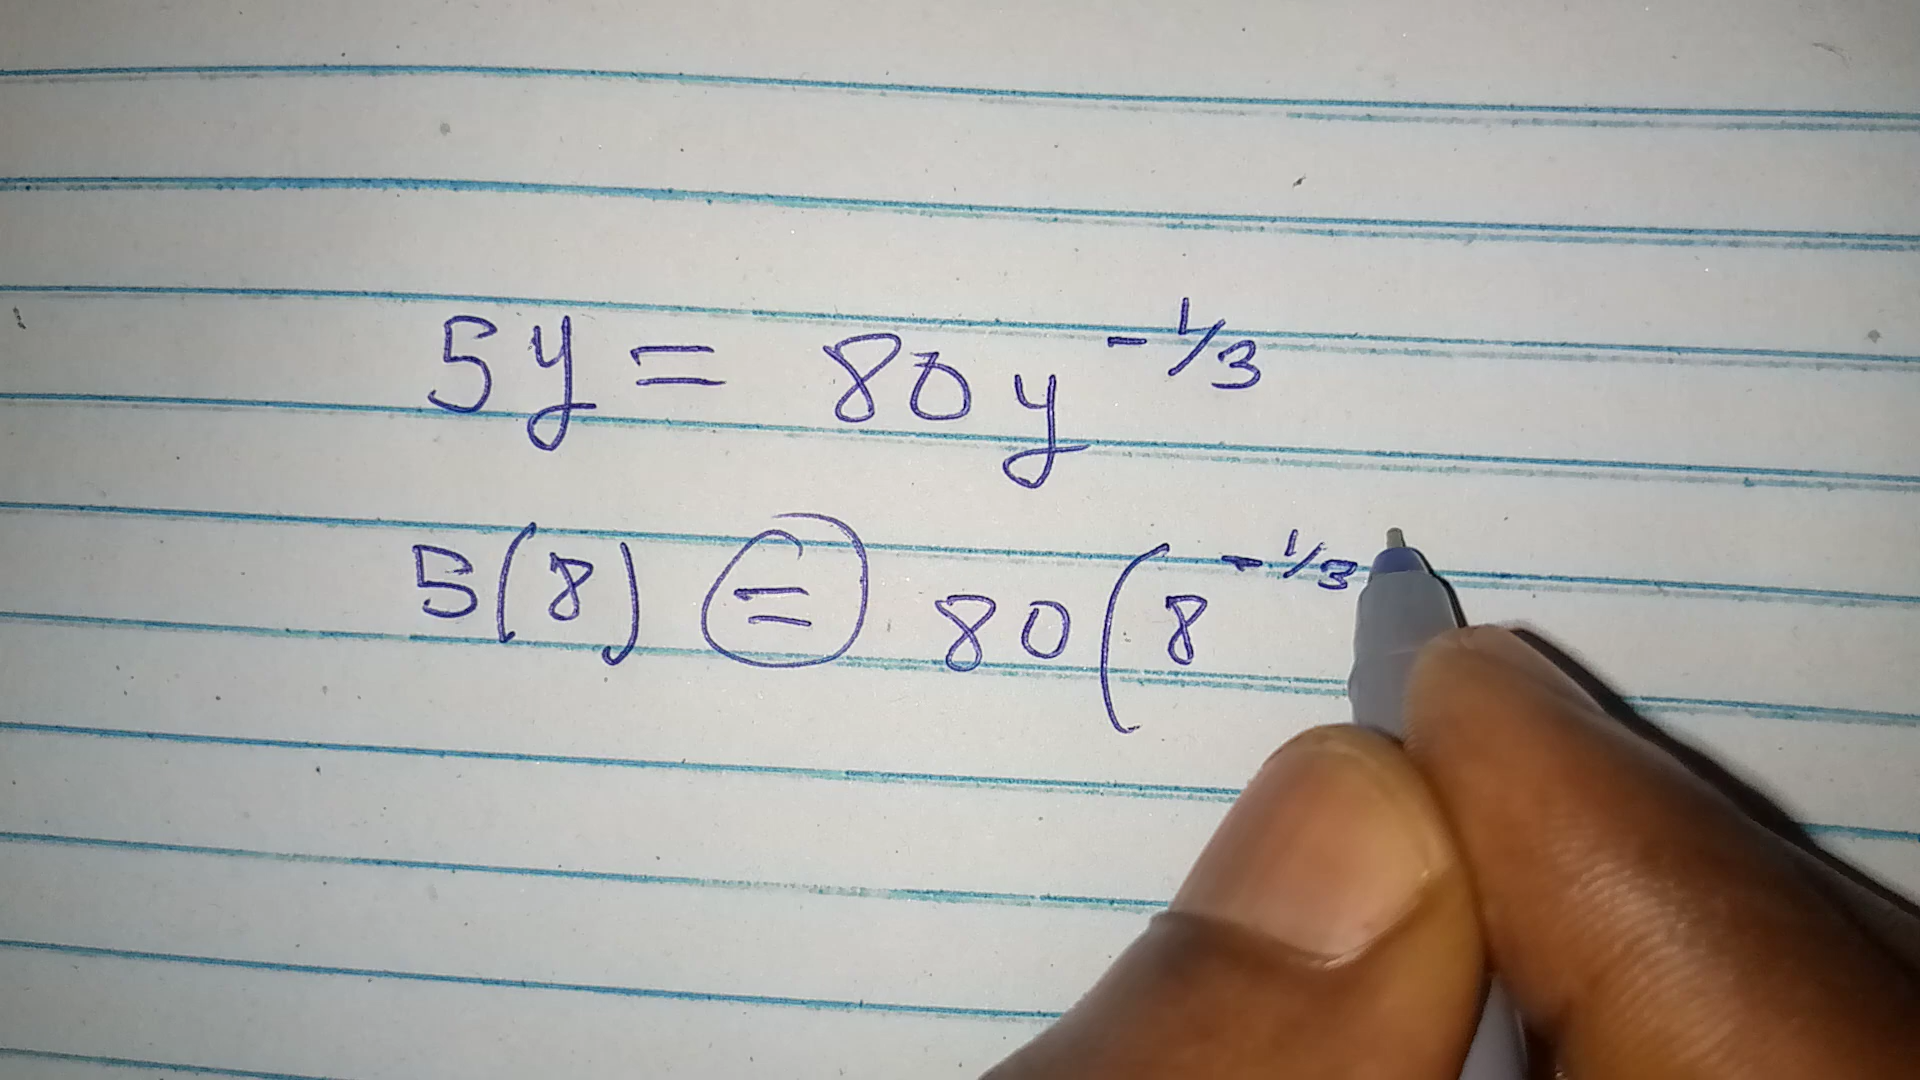 5y = 80y^-1/3
5(8) = 80(8^-1/3